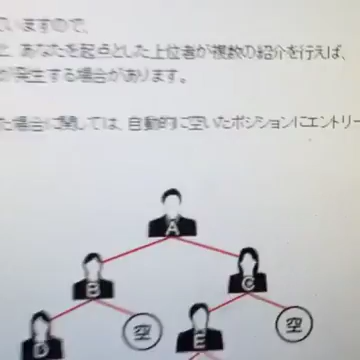 ていますので、
と、あなたを起点とした上位者が複数の紹介を行えば、
が発生する場合があります。
た場合に関しては、自動的に空いたポジションにエントリー
A
B
C
D
空
E
空